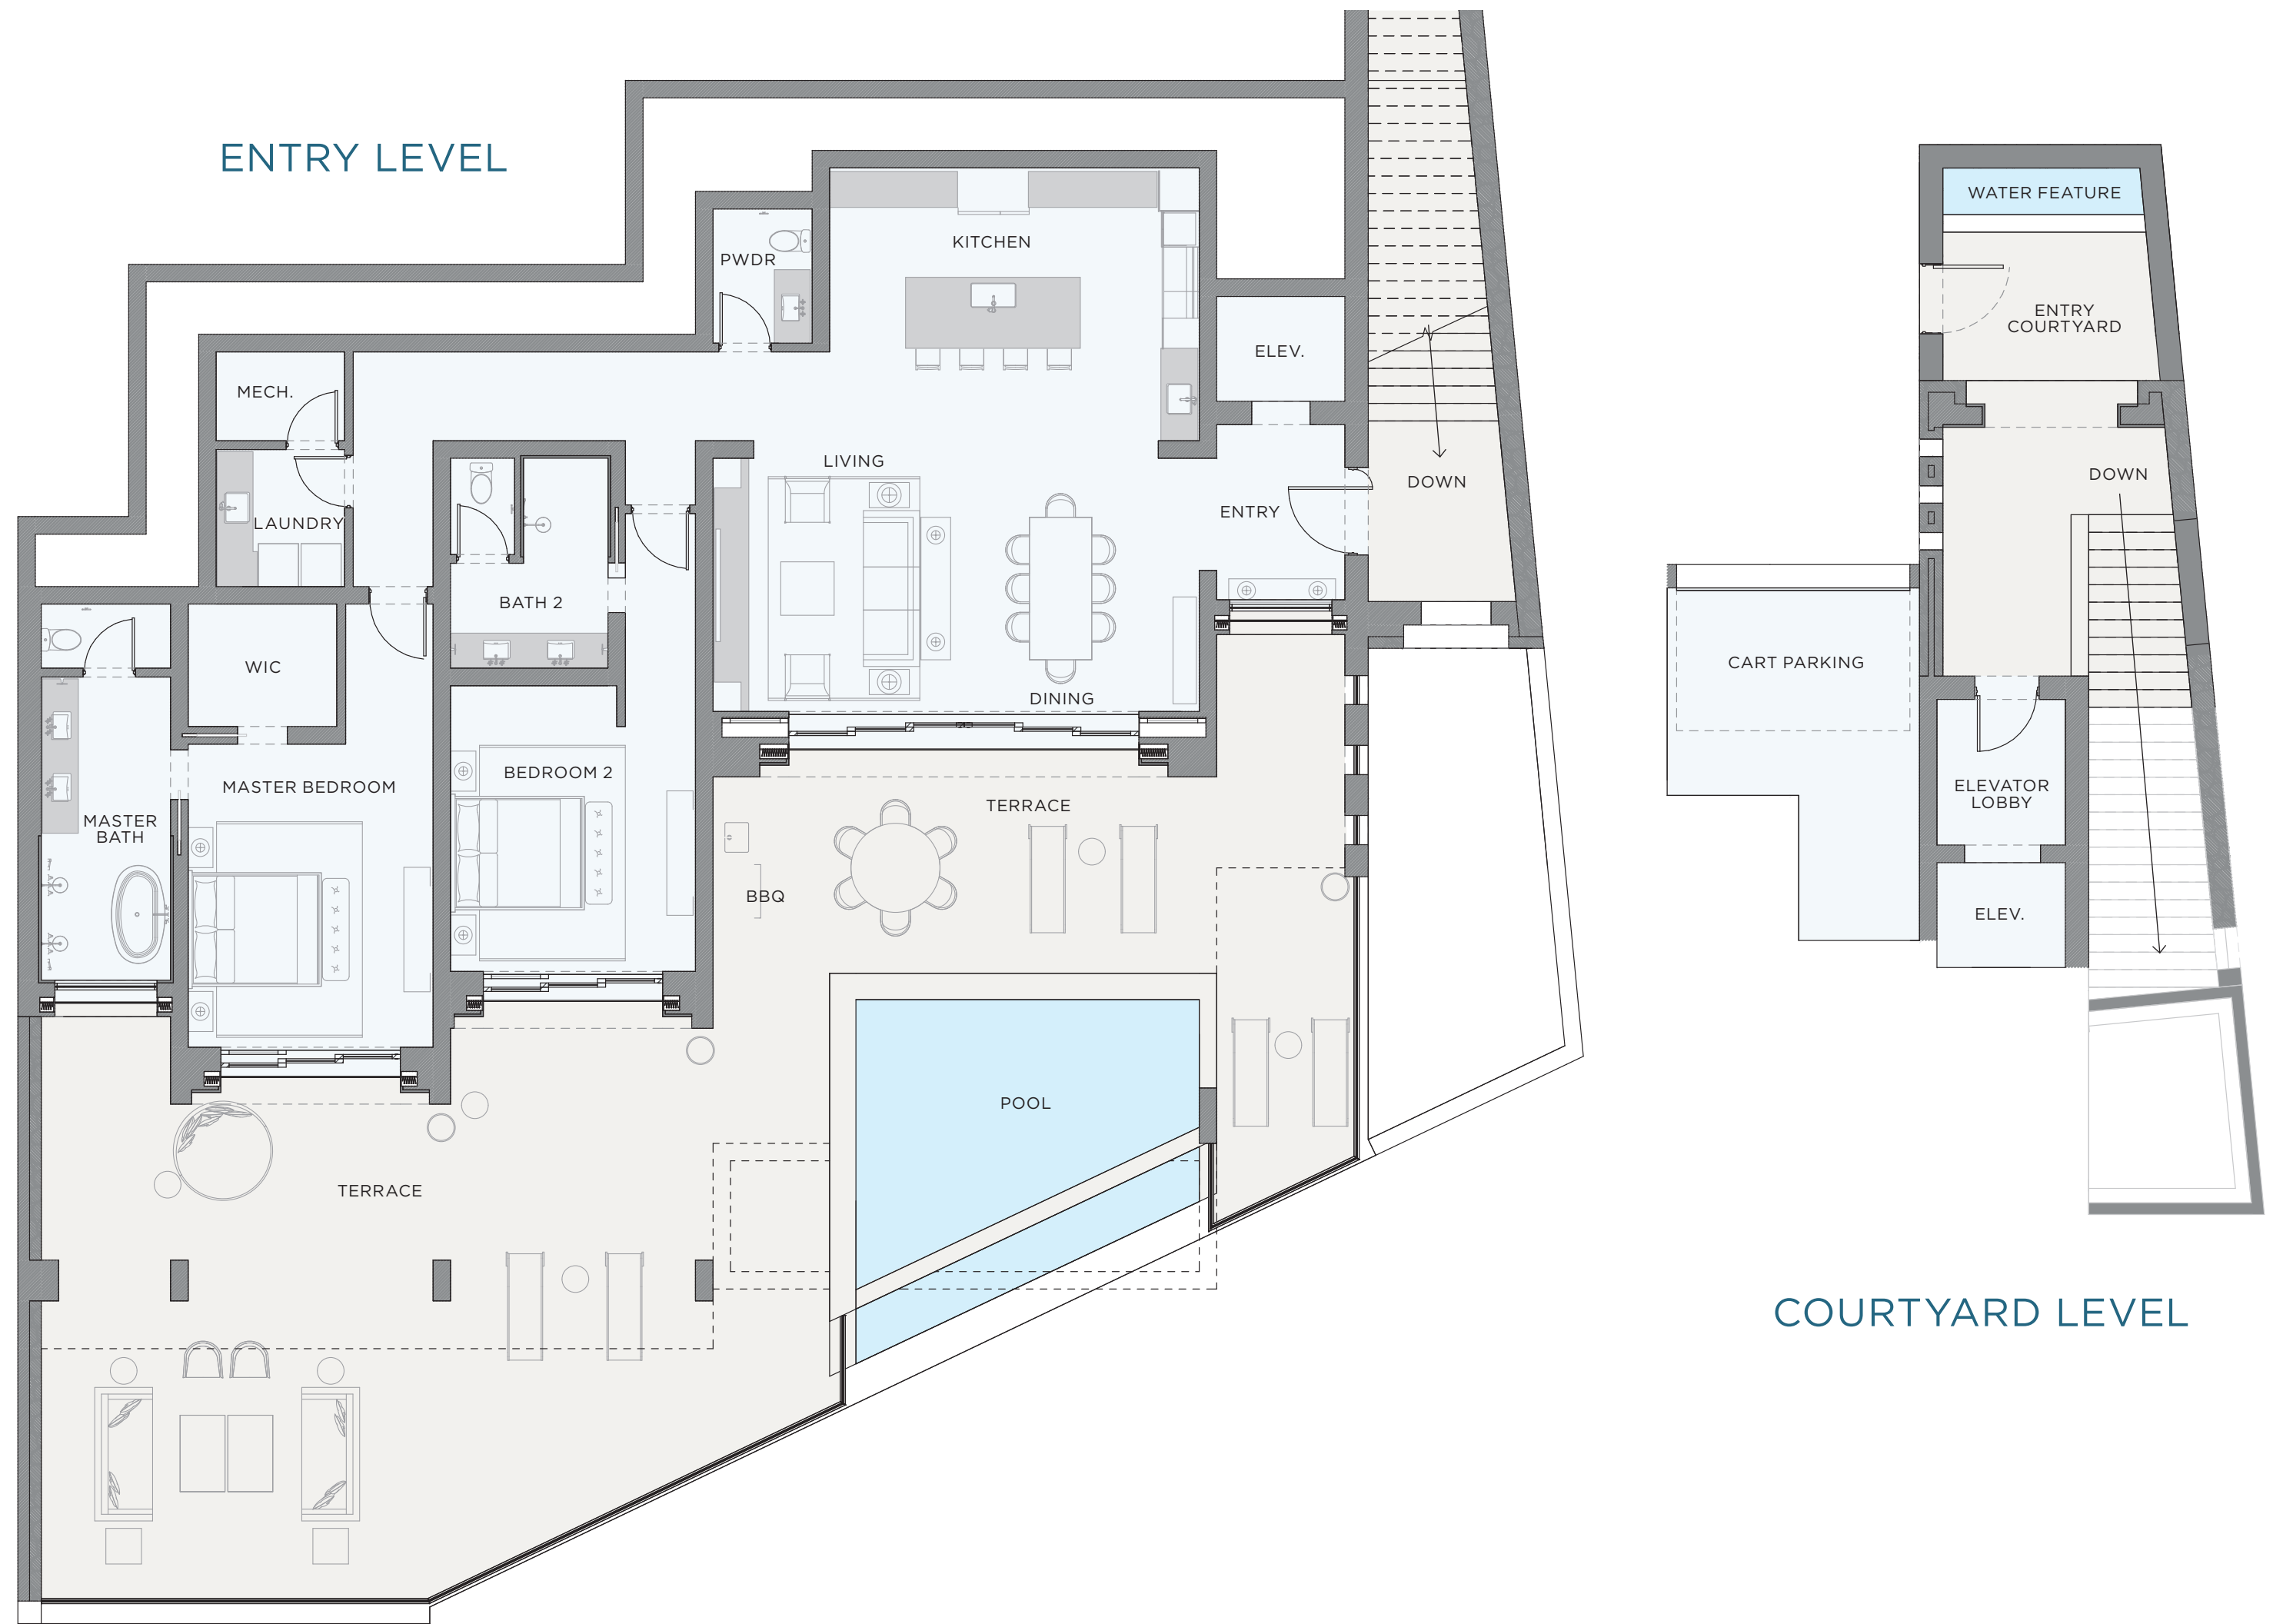 ENTRY LEVEL
PWDR
KITCHEN
MECH.
ELEV.
LIVING
DOWN
LAUNDRY
ENTRY
BATH 2
WIC
DINING
BEDROOM 2
MASTER BEDROOM
TERRACE
MASTER
BATH
BBQ
POOL
TERRACE
WATER FEATURE
ENTRY
COURTYARD
DOWN
CART PARKING
ELEVATOR
LOBBY
ELEV.
COURTYARD LEVEL